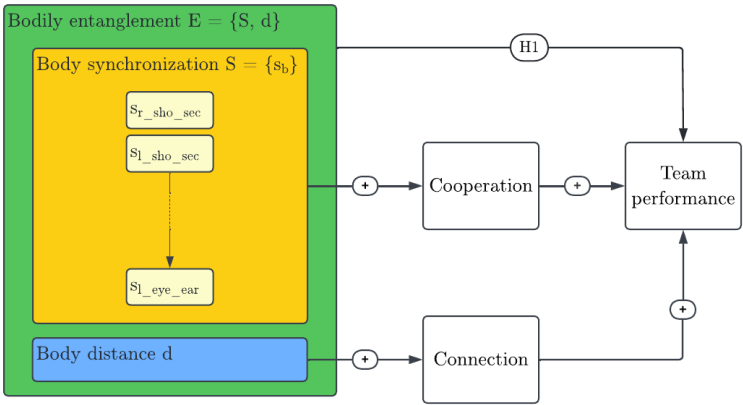 Bodily entanglement E = {S, d}
Body synchronization S = {s_b}
s_r_sho_sec
s_l_sho_sec
s_l_eye_ear
Body distance d
H1
+
Cooperation
+
Team
performance
+
Connection
+